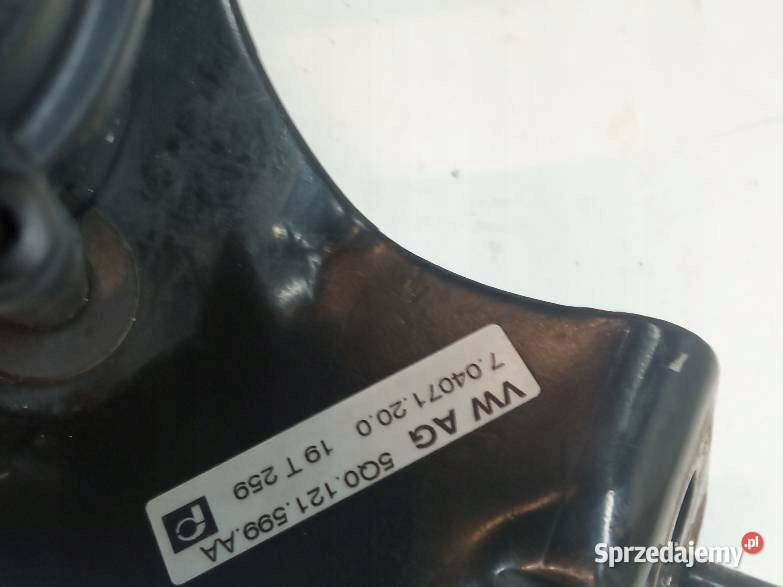 VW AG 5Q0.121.599.AA
7.04071.20.0 19 T 259
Sprzedajemy.pl